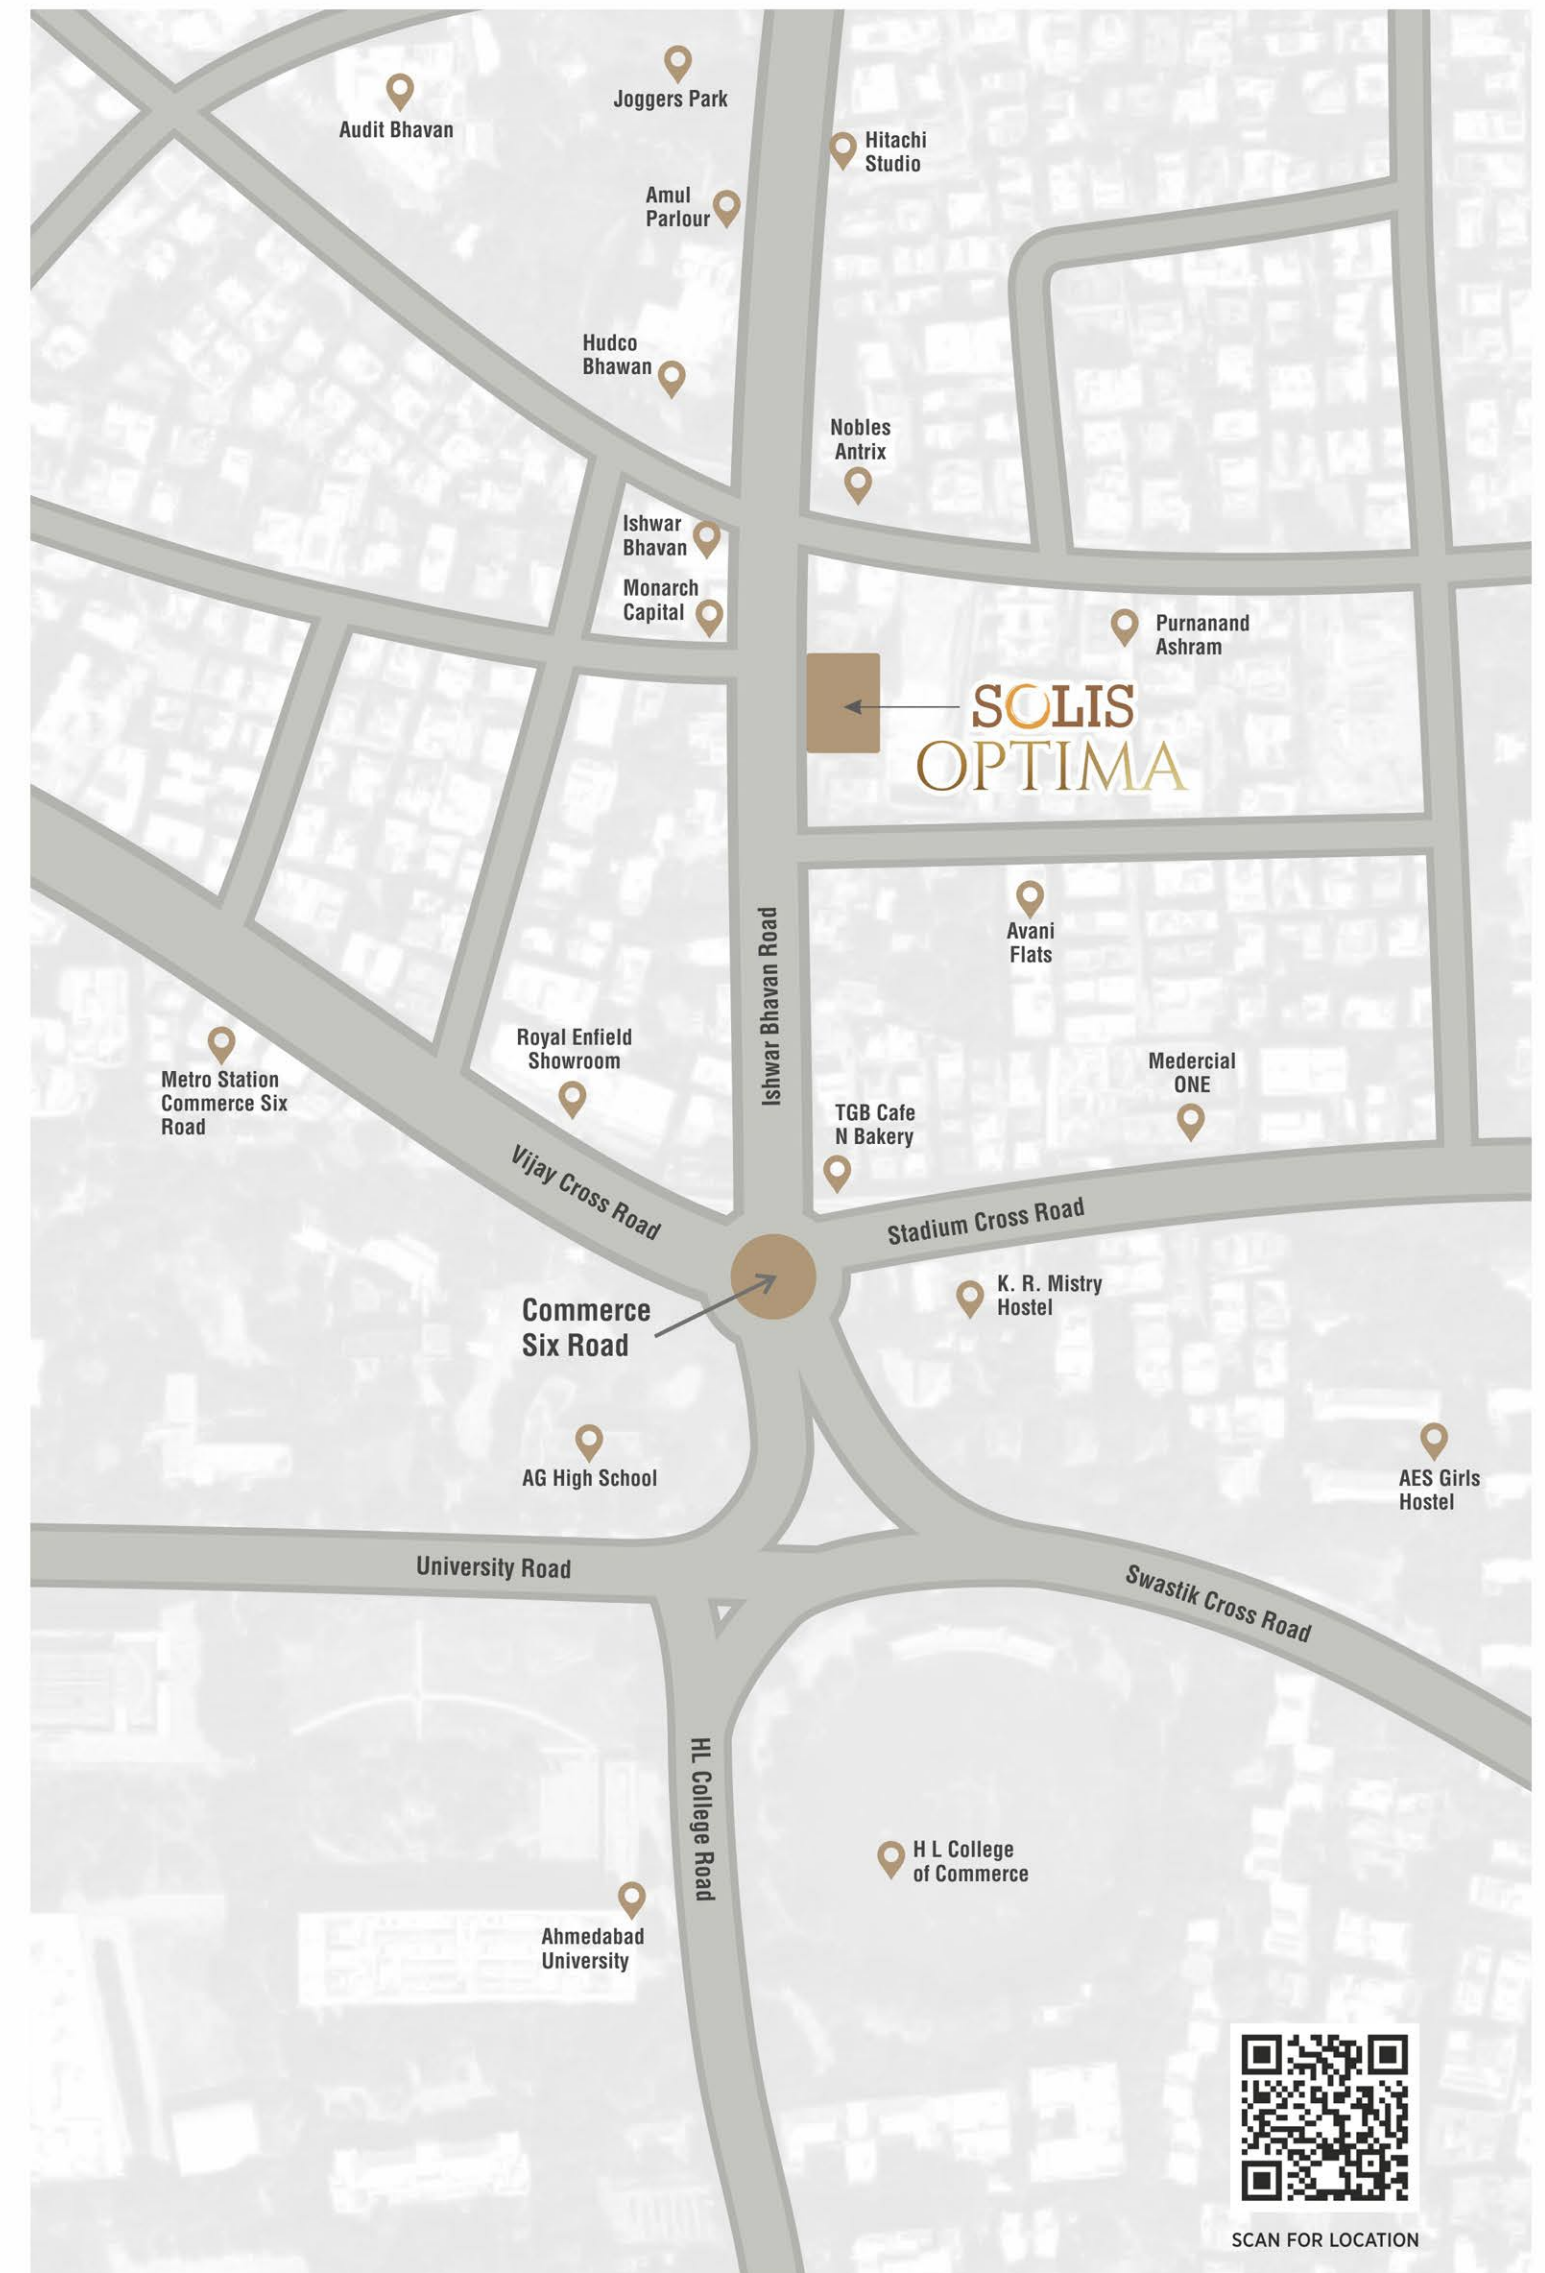 Joggers Park
Audit Bhavan
Hitachi
Studio
Amul
Parlour
Hudco
Bhawan
Nobles
Antrix
Ishwar
Bhavan
Monarch
Capital
Purnanand
Ashram
SOLIS
OPTIMA
Avani
Flats
Ishwar Bhavan Road
Royal Enfield
Showroom
Medercial
ONE
Metro Station
Commerce Six
Road
TGB Cafe
N Bakery
Vijay Cross Road
Stadium Cross Road
K. R. Mistry
Hostel
Commerce
Six Road
AG High School
AES Girls
Hostel
University Road
Swastik Cross Road
HL College Road
H L College
of Commerce
Ahmedabad
University
SCAN FOR LOCATION